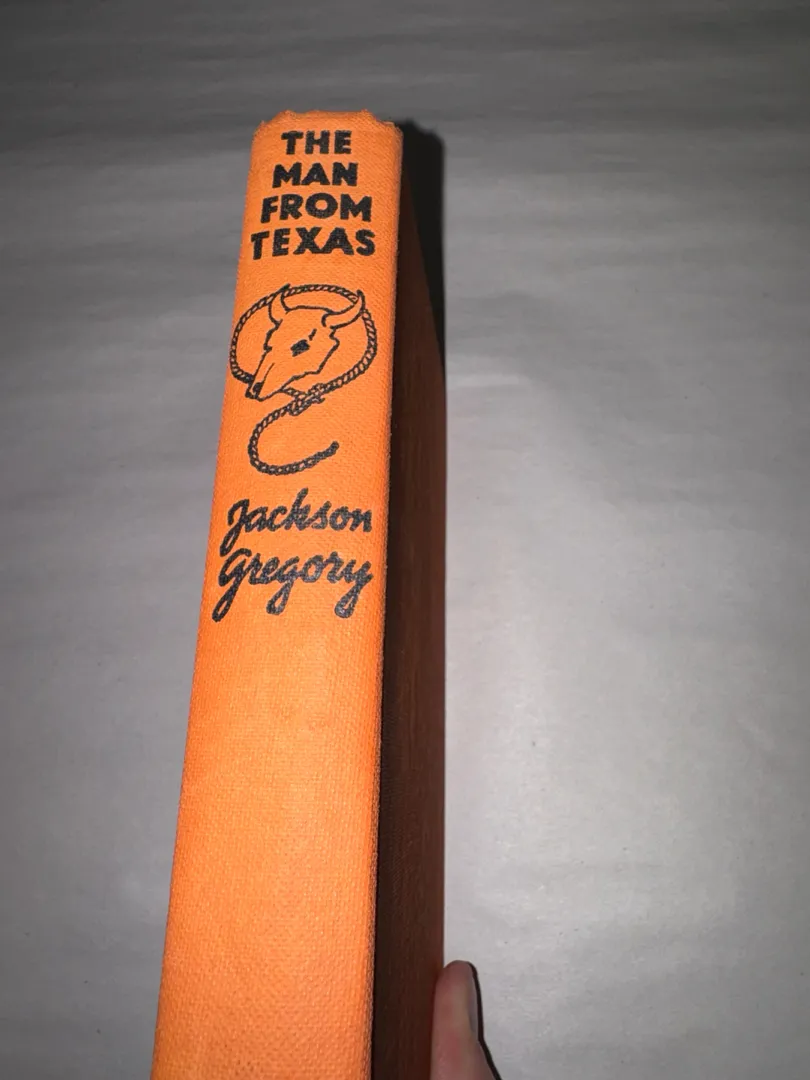 THE
MAN
FROM
TEXAS
Jackson
Gregory